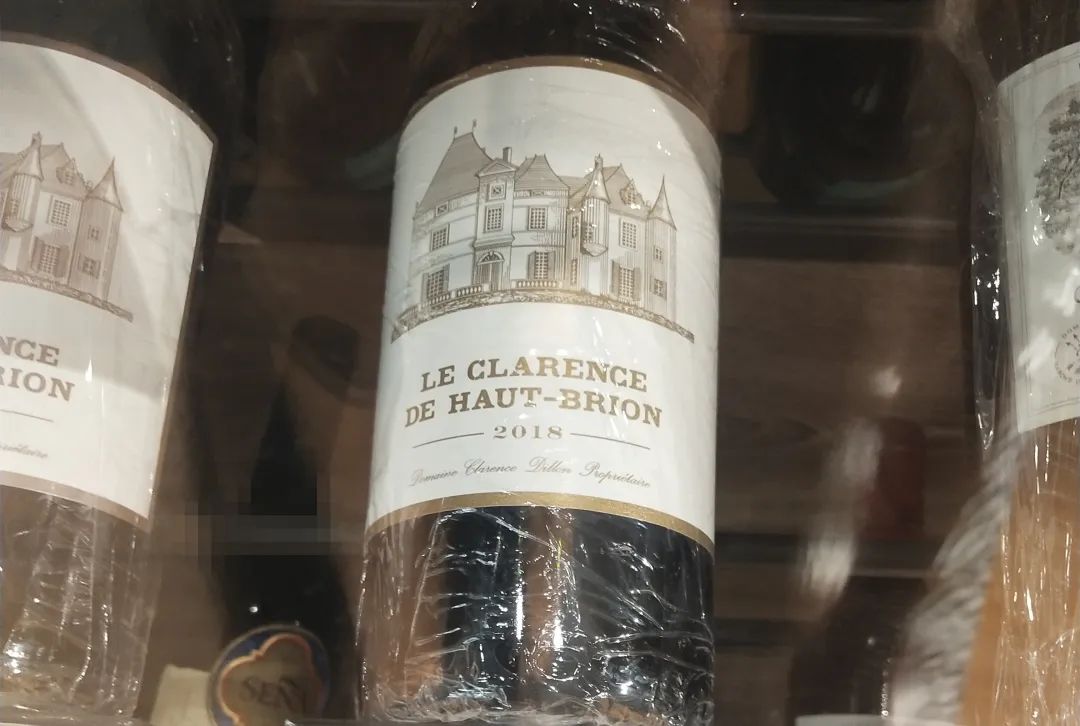 NCE
RION
LE CLARENCE
DE HAUT-BRION
2018
Domaine Clarence Dillon Propriétaire